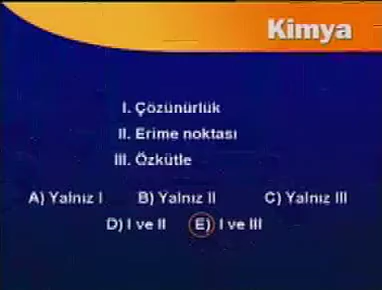 Kimya
I. Çözünürlük
II. Erime noktası
III. Özkütle
A) Yalnız I B) Yalnız II C) Yalnız III
D) I ve II E) I ve III